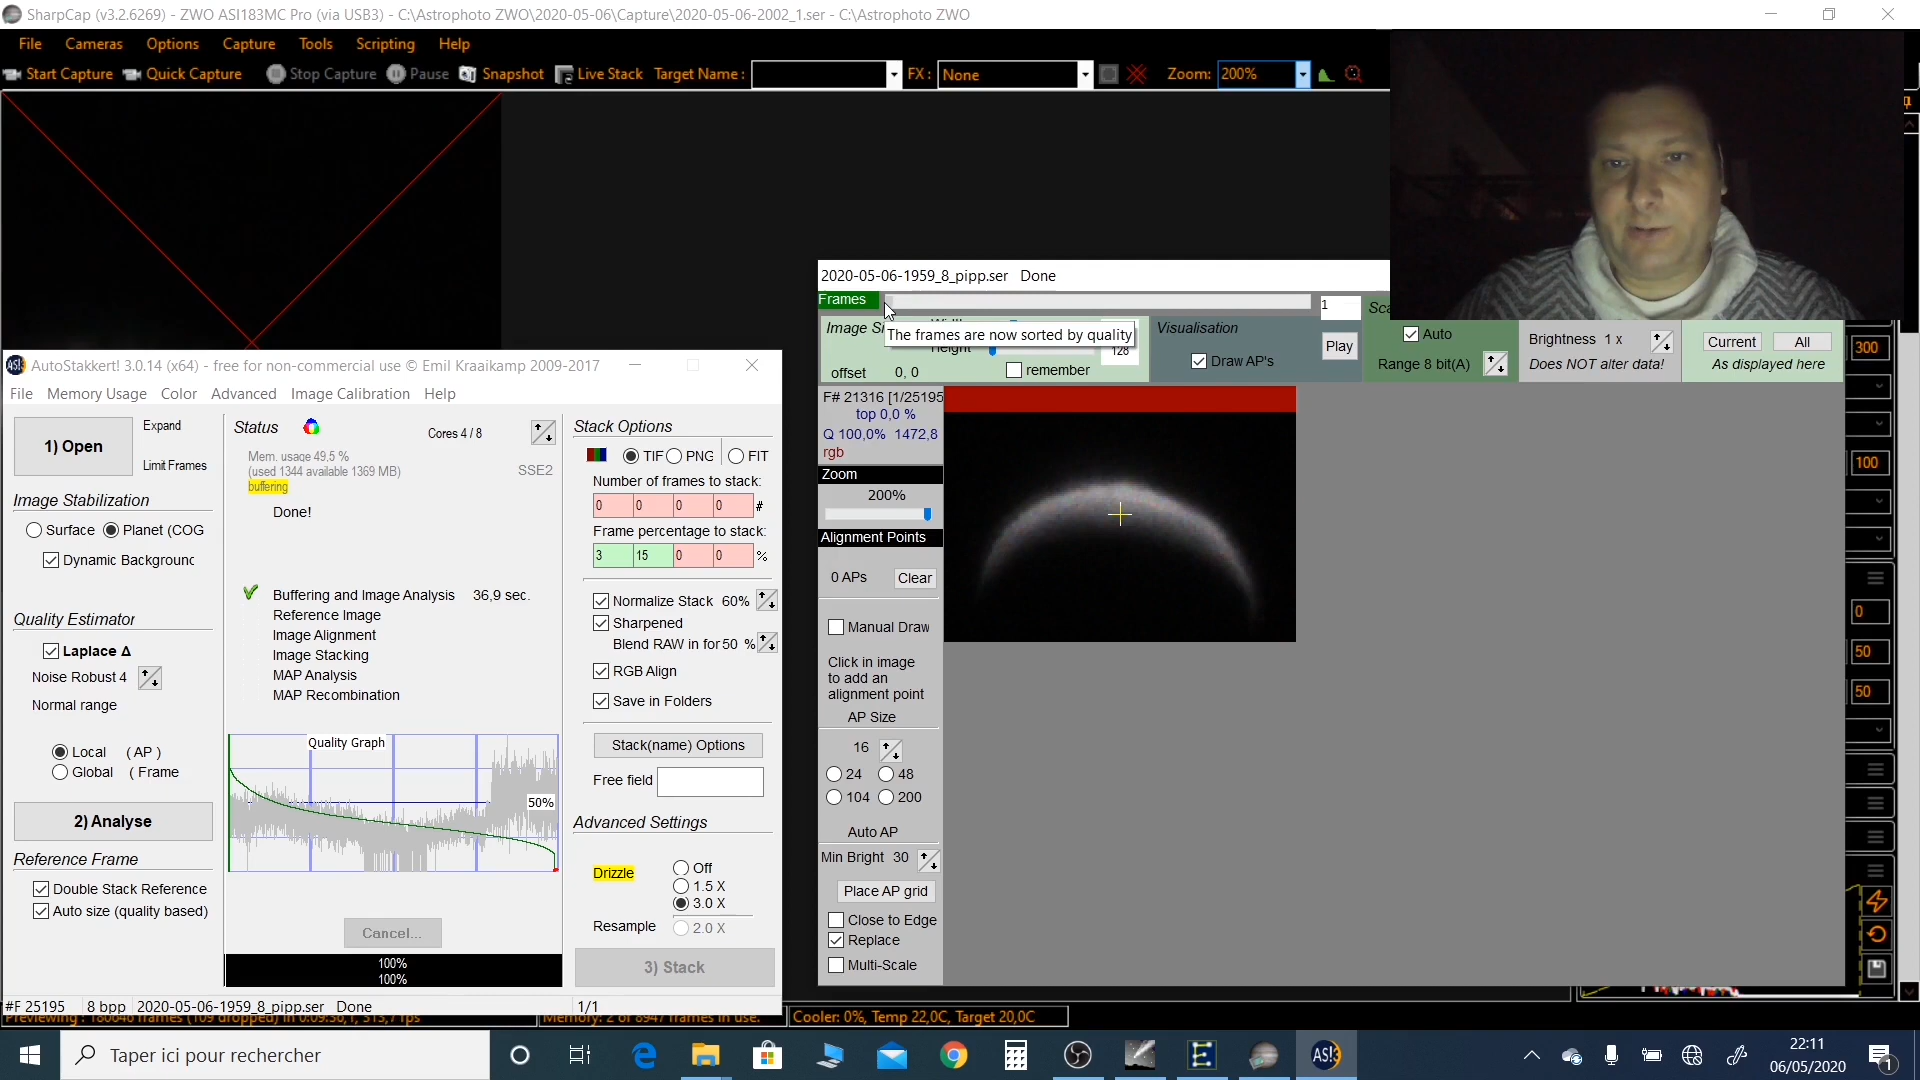 SharpCap (v3.2.6269) - ZWO ASI183MC Pro (via USB3) - C:\Astrophoto ZWO\2020-05-06\Capture\2020-05-06-2002_1.ser - C:\Astrophoto ZWO
File Cameras Options Capture Tools Scripting Help
Start Capture Quick Capture Stop Capture Pause Snapshot Live Stack Target Name : FX : None Zoom: 200%
2020-05-06-1959_8_pipp.ser Done
Frames 1
The frames are now sorted by quality
Height 128
offset 0, 0 remember
Visualisation
Draw AP's
Play
Auto
Range 8 bit(A)
Brightness 1 x
Does NOT alter data!
Current All
As displayed here
AutoStakkert! 3.0.14 (x64) - free for non-commercial use © Emil Kraaikamp 2009-2017
File Memory Usage Color Advanced Image Calibration Help
1) Open
Expand
Limit Frames
Image Stabilization
Surface Planet (COG
Dynamic Background
Quality Estimator
Laplace Δ
Noise Robust 4
Normal range
Local (AP )
Global ( Frame
2) Analyse
Reference Frame
Double Stack Reference
Auto size (quality based)
Status
Cores 4 / 8
Mem. usage 49,5 %
(used 1344 available 1369 MB)
SSE2
buffering
Done!
Buffering and Image Analysis 36,9 sec.
Reference Image
Image Alignment
Image Stacking
MAP Analysis
MAP Recombination
Quality Graph
50%
Cancel...
100%
100%
Stack Options
TIF PNG FIT
Number of frames to stack:
0 0 0 0 #
Frame percentage to stack:
3 15 0 0 %
Normalize Stack 60%
Sharpened
Blend RAW in for 50 %
RGB Align
Save in Folders
Stack(name) Options
Free field
Advanced Settings
Drizzle
Off
1.5 X
3.0 X
Resample 2.0 X
3) Stack
#F 25195 8 bpp 2020-05-06-1959_8_pipp.ser Done 1/1
F# 21316 [1/25195
top 0,0 %
Q 100,0% 1472,8
rgb
Zoom
200%
Alignment Points
0 APs Clear
Manual Draw
Click in image
to add an
alignment point
AP Size
16
24 48
104 200
Auto AP
Min Bright 30
Place AP grid
Close to Edge
Replace
Multi-Scale
300
100
0
50
50
Cooler: 0%, Temp 22,0C, Target 20,0C
Taper ici pour rechercher
AS!3
22:11
06/05/2020
1